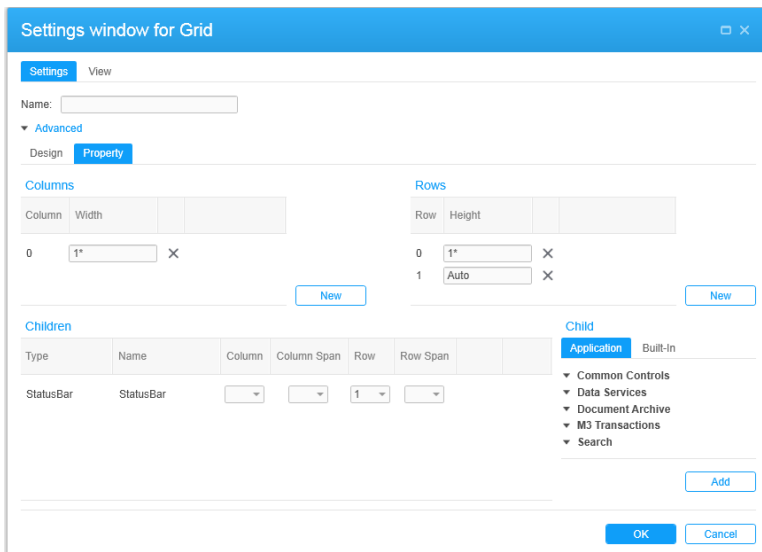 Settings window for Grid
Settings View
Name:
Advanced
Design Property
Columns
Column Width
0 1*
New
Rows
Row Height
0 1*
1 Auto
New
Children
Type Name Column Column Span Row Row Span
StatusBar StatusBar 1
Child
Application Built-In
Common Controls
Data Services
Document Archive
M3 Transactions
Search
Add
OK Cancel